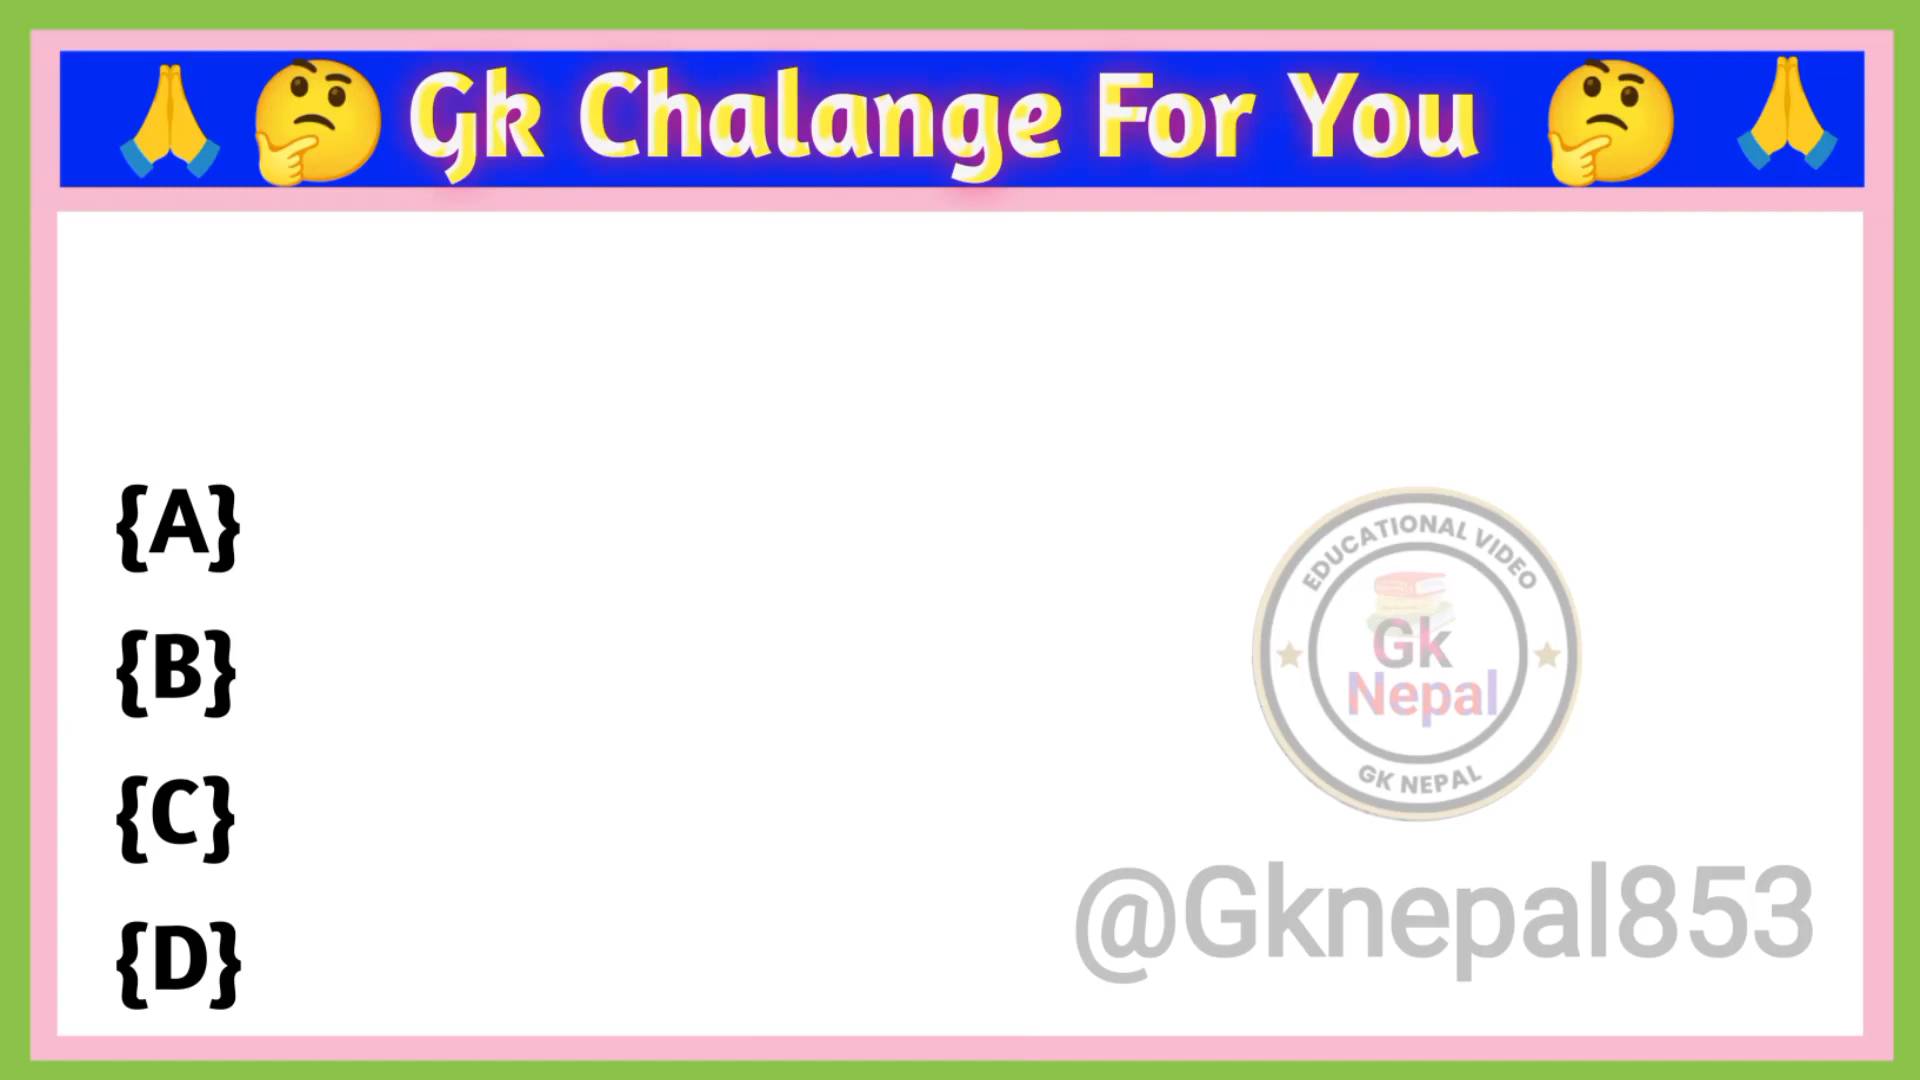 Gk Chalange For You
{A}
{B}
{C}
{D}
EDUCATIONAL VIDEO
Gk
Nepal
GK NEPAL
@Gknepal853